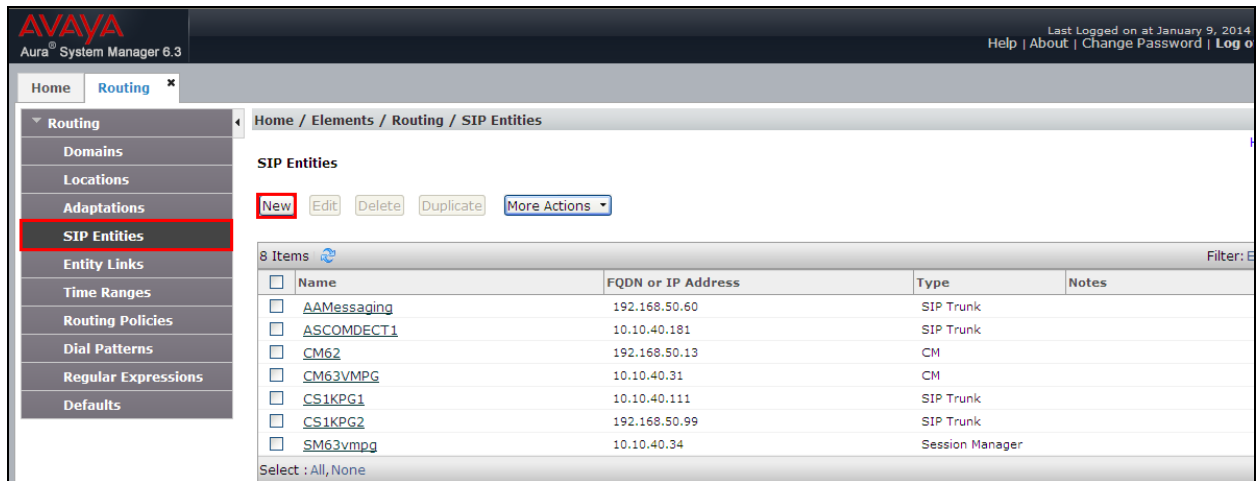 AVAYA
Aura® System Manager 6.3
Last Logged on at January 9, 2014
Help | About | Change Password | Log o
Home
Routing ×
Routing
Domains
Locations
Adaptations
SIP Entities
Entity Links
Time Ranges
Routing Policies
Dial Patterns
Regular Expressions
Defaults
Home / Elements / Routing / SIP Entities
H
SIP Entities
New Edit Delete Duplicate More Actions
8 Items Filter: E
Name FQDN or IP Address Type Notes
AAMessaging 192.168.50.60 SIP Trunk
ASCOMDECT1 10.10.40.181 SIP Trunk
CM62 192.168.50.13 CM
CM63VMPG 10.10.40.31 CM
CS1KPG1 10.10.40.111 SIP Trunk
CS1KPG2 192.168.50.99 SIP Trunk
SM63vmpg 10.10.40.34 Session Manager
Select : All, None